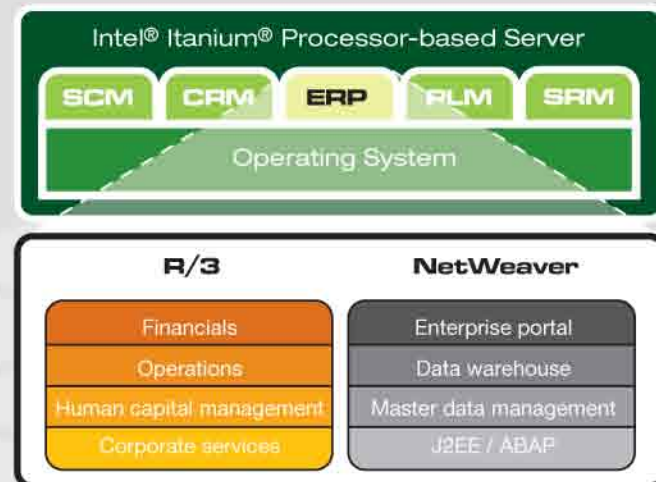 Intel® Itanium® Processor-based Server
SCM CRM ERP PLM SRM
Operating System
R/3 NetWeaver
Financials
Operations
Human capital management
Corporate services
Enterprise portal
Data warehouse
Master data management
J2EE / ABAP